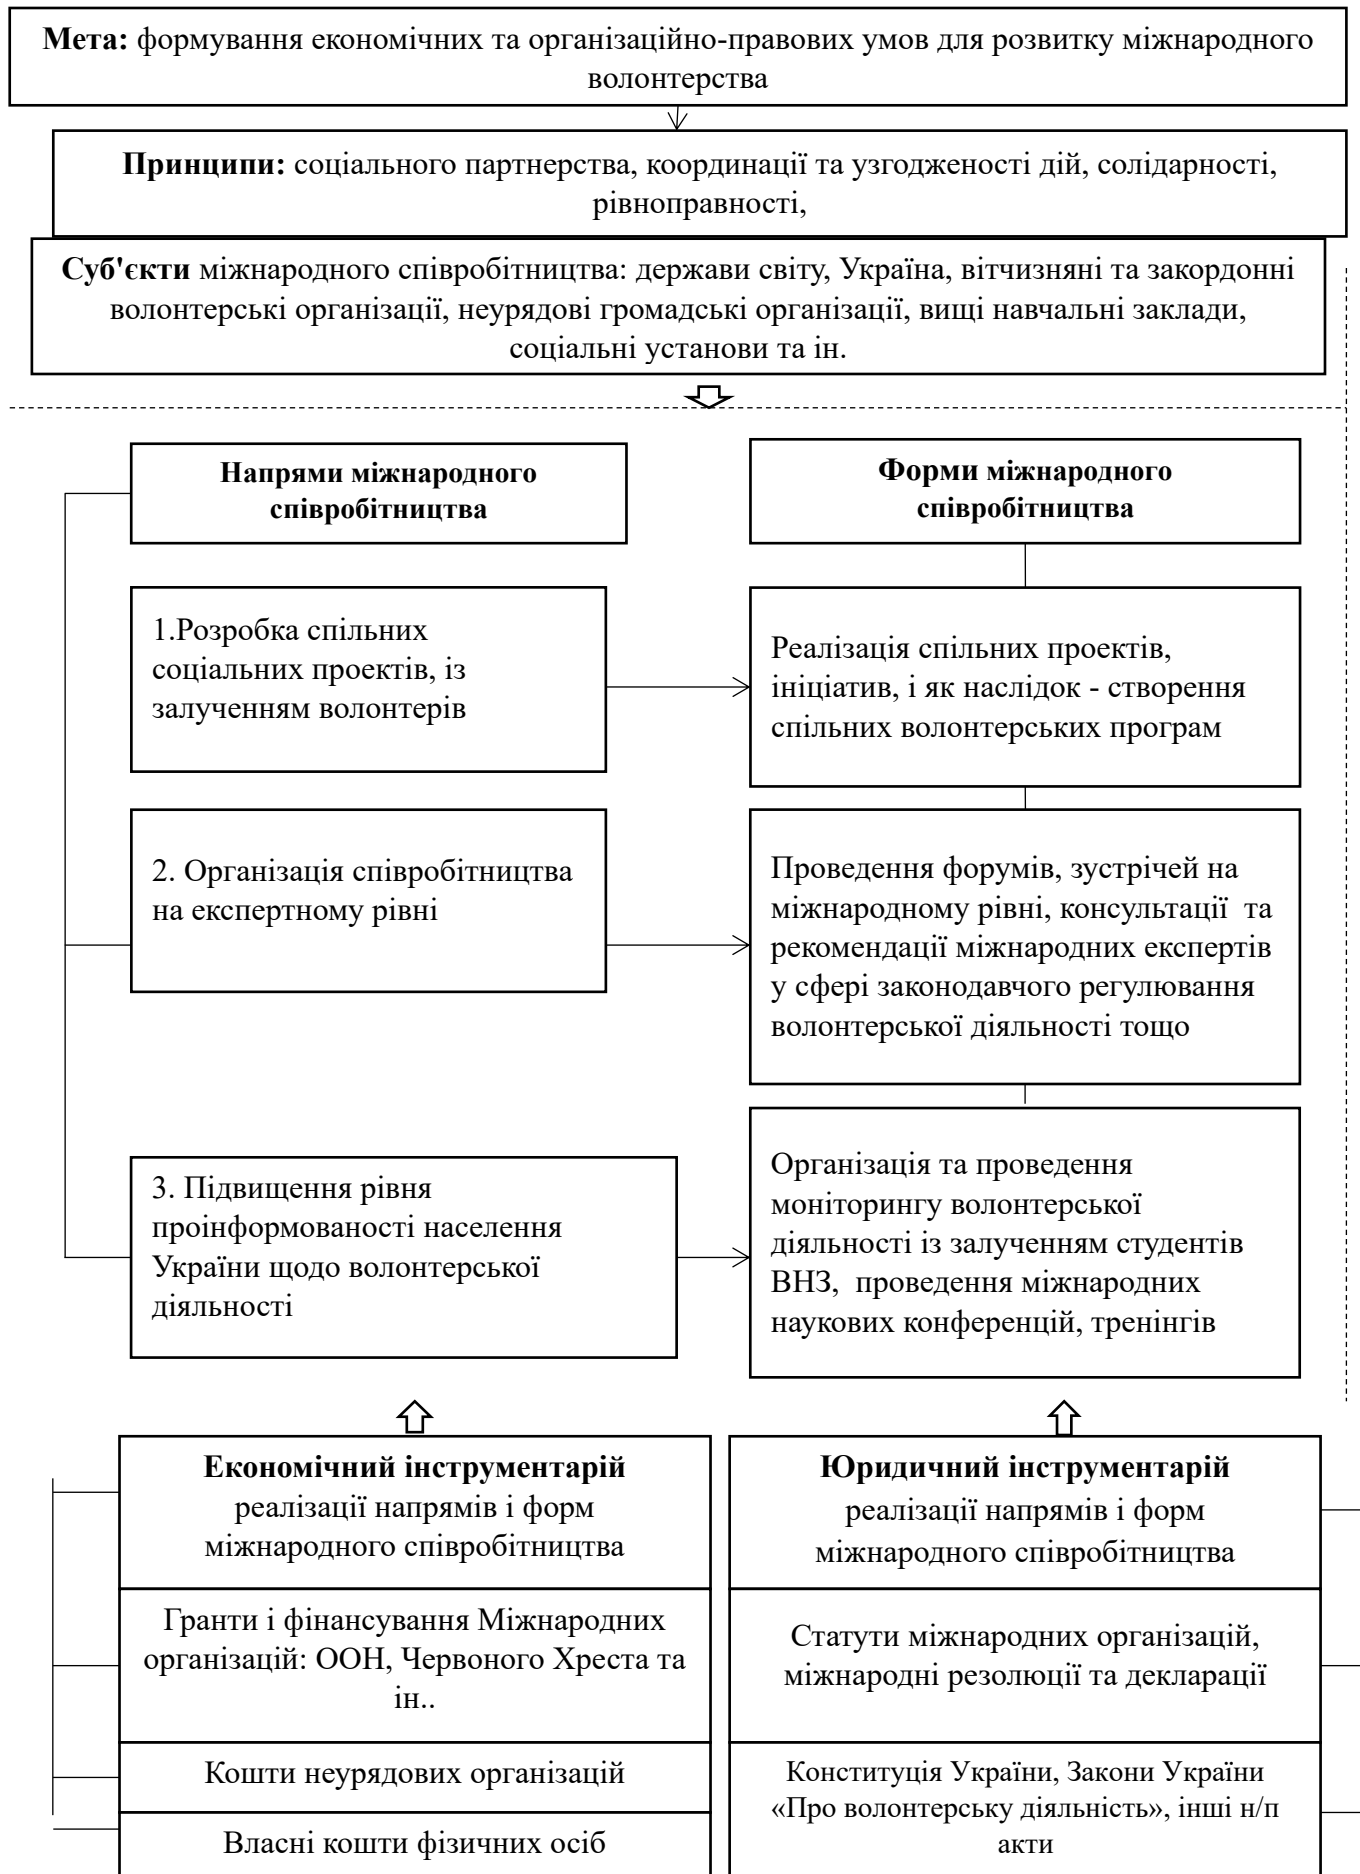 Мета: формування економічних та організаційно-правових умов для розвитку міжнародного
волонтерства
Принципи: соціального партнерства, координації та узгодженості дій, солідарності,
рівноправності,
Суб'єкти міжнародного співробітництва: держави світу, Україна, вітчизняні та закордонні
волонтерські організації, неурядові громадські організації, вищі навчальні заклади,
соціальні установи та ін.
Напрями міжнародного
співробітництва
Форми міжнародного
співробітництва
1.Розробка спільних
соціальних проектів, із
залученням волонтерів
Реалізація спільних проектів,
ініціатив, і як наслідок - створення
спільних волонтерських програм
2. Організація співробітництва
на експертному рівні
Проведення форумів, зустрічей на
міжнародному рівні, консультації  та
рекомендації міжнародних експертів
у сфері законодавчого регулювання
волонтерської діяльності тощо
3. Підвищення рівня
проінформованості населення
України щодо волонтерської
діяльності
Організація та проведення
моніторингу волонтерської
діяльності із залученням студентів
ВНЗ,  проведення міжнародних
наукових конференцій, тренінгів
Економічний інструментарій
реалізації напрямів і форм
міжнародного співробітництва
Гранти і фінансування Міжнародних
організацій: ООН, Червоного Хреста та
ін..
Кошти неурядових організацій
Власні кошти фізичних осіб
Юридичний інструментарій
реалізації напрямів і форм
міжнародного співробітництва
Статути міжнародних організацій,
міжнародні резолюції та декларації
Конституція України, Закони України
«Про волонтерську діяльність», інші н/п
акти